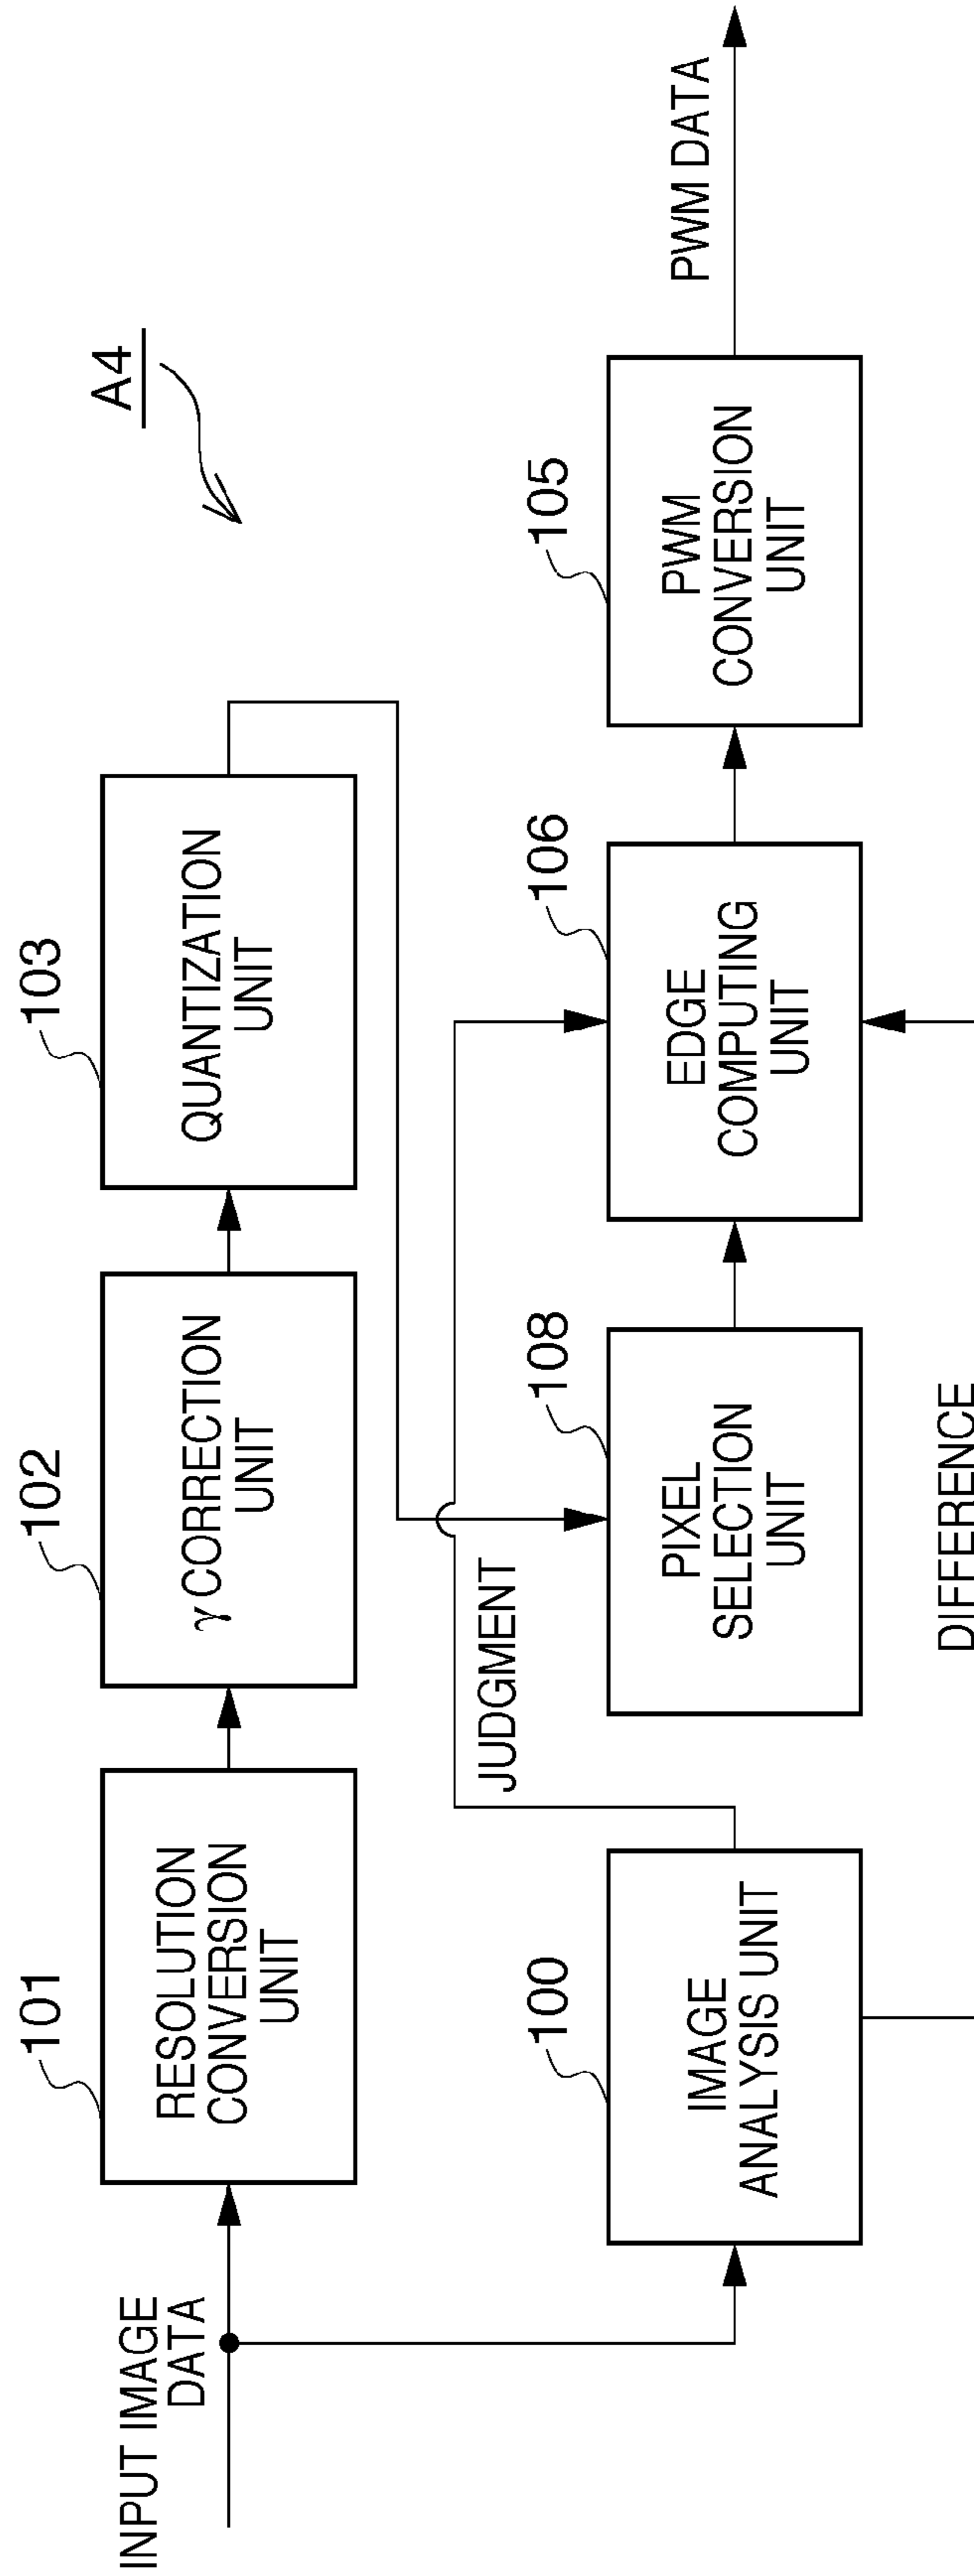 A4
INPUT IMAGE
DATA
101
RESOLUTION
CONVERSION
UNIT
102
γ CORRECTION
UNIT
103
QUANTIZATION
UNIT
JUDGMENT
100
IMAGE
ANALYSIS UNIT
108
PIXEL
SELECTION
UNIT
106
EDGE
COMPUTING
UNIT
105
PWM
CONVERSION
UNIT
PWM DATA
DIFFERENCE